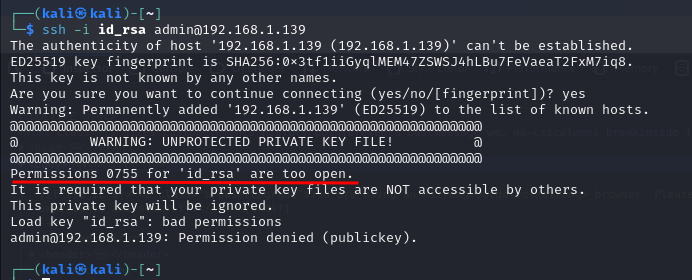 ┌──(kali㉿kali)-[~]
└─$ ssh -i id_rsa admin@192.168.1.139
The authenticity of host '192.168.1.139 (192.168.1.139)' can't be established.
ED25519 key fingerprint is SHA256:0×3tf1iiGyqlMEM47ZSWSJ4hLBu7FeVaeaT2FxM7iq8.
This key is not known by any other names.
Are you sure you want to continue connecting (yes/no/[fingerprint])? yes
Warning: Permanently added '192.168.1.139' (ED25519) to the list of known hosts.
@@@@@@@@@@@@@@@@@@@@@@@@@@@@@@@@@@@@@@@@@@@@@@@@@@@@@@@@@@@
@         WARNING: UNPROTECTED PRIVATE KEY FILE!          @
@@@@@@@@@@@@@@@@@@@@@@@@@@@@@@@@@@@@@@@@@@@@@@@@@@@@@@@@@@@
Permissions 0755 for 'id_rsa' are too open.
It is required that your private key files are NOT accessible by others.
This private key will be ignored.
Load key "id_rsa": bad permissions
admin@192.168.1.139: Permission denied (publickey).
┌──(kali㉿kali)-[~]